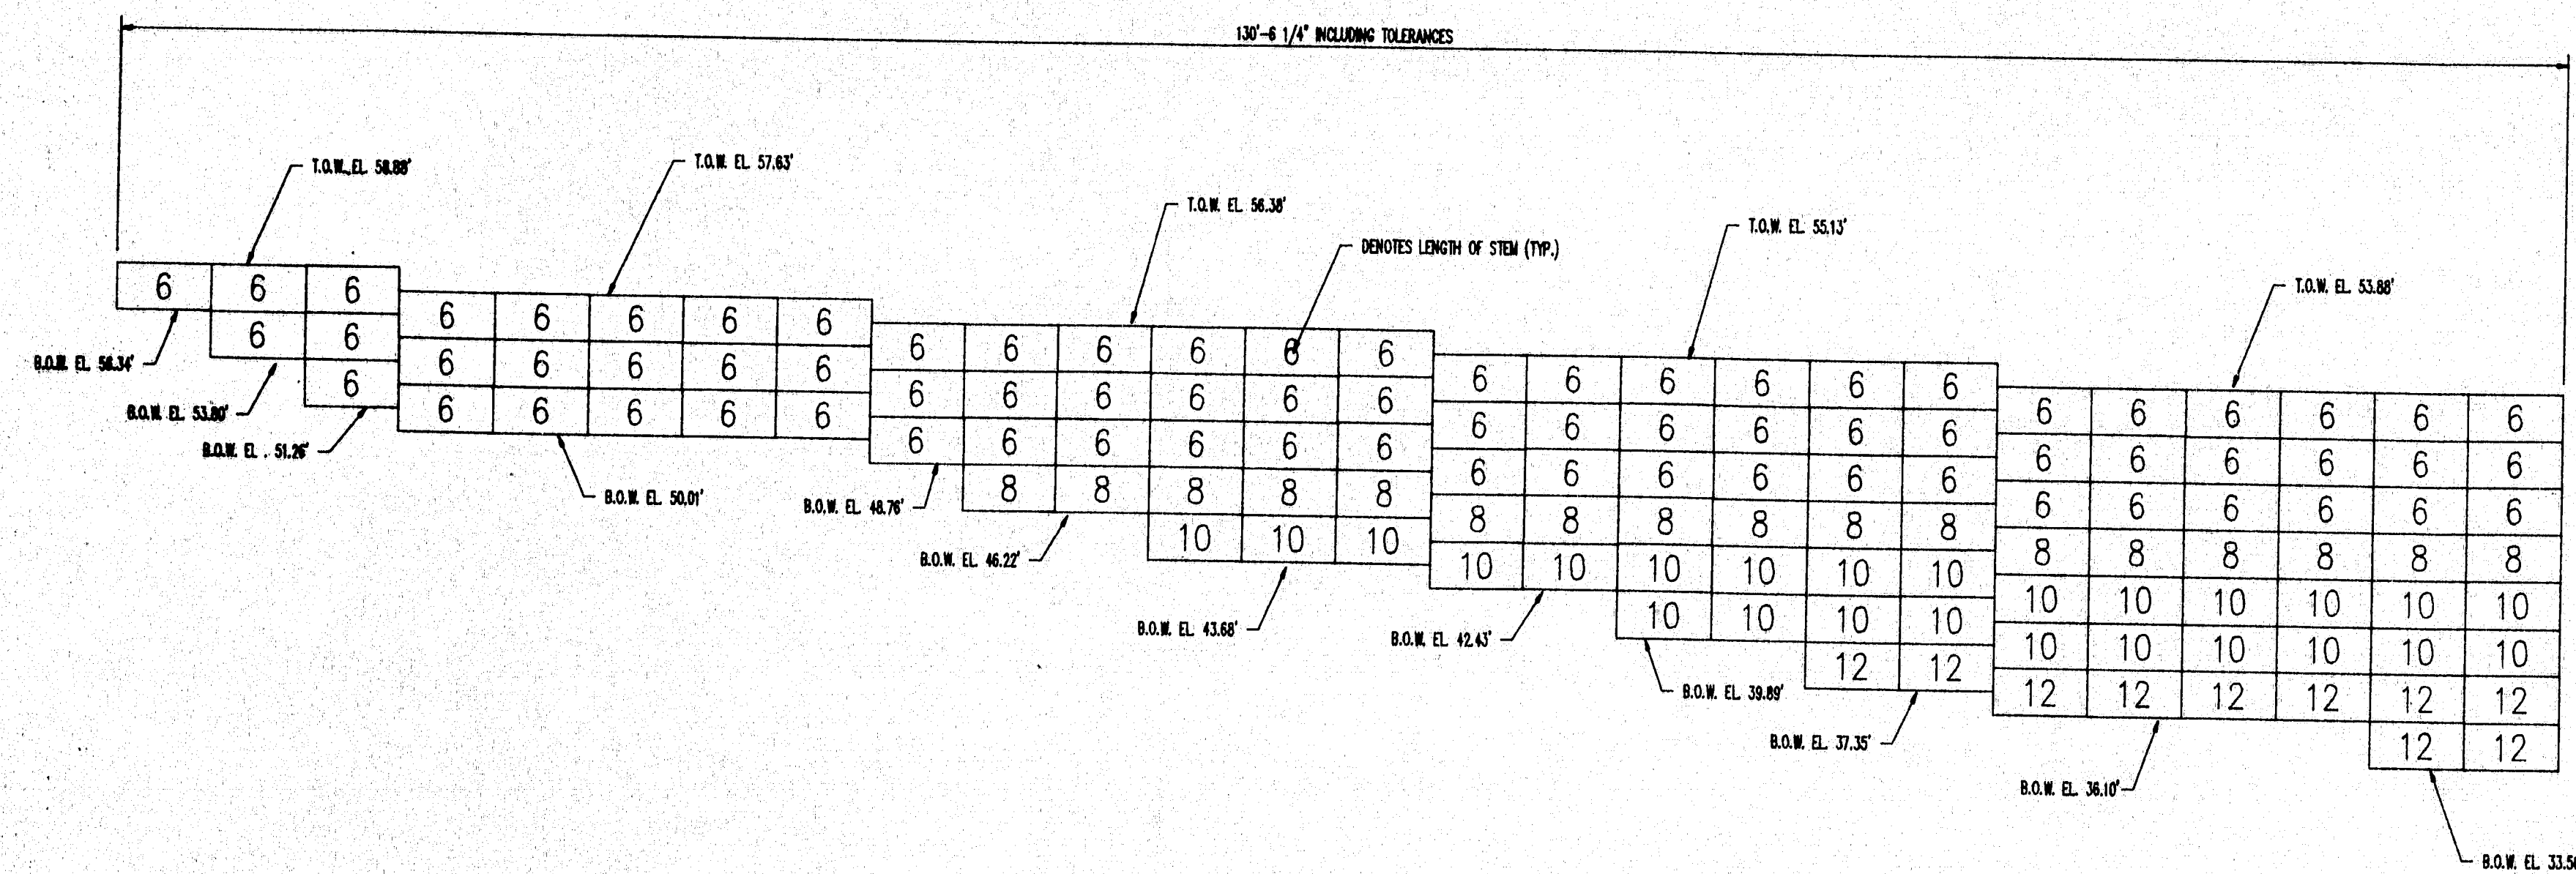 130'-6 1/4" INCLUDING TOLERANCES
T.O.W. EL. 58.88'
T.O.W. EL. 57.63'
T.O.W. EL. 56.38'
DENOTES LENGTH OF STEM (TYP.)
T.O.W. EL. 55.13'
T.O.W. EL. 53.88'
6 6 6
6 6
6
B.O.W. EL. 56.34'
B.O.W. EL. 53.80'
B.O.W. EL. 51.26'
6 6 6 6 6
6 6 6 6 6
6 6 6 6 6
B.O.W. EL. 50.01'
6 6 6 6 6 6
6 6 6 6 6 6
6 6 6 6 6 6
8 8 8 8 8
10 10 10
B.O.W. EL. 48.76'
B.O.W. EL. 46.22'
B.O.W. EL. 43.68'
6 6 6 6 6 6
6 6 6 6 6 6
6 6 6 6 6 6
8 8 8 8 8 8
10 10 10 10 10 10
10 10 10 10
12 12
B.O.W. EL. 42.43'
B.O.W. EL. 39.89'
B.O.W. EL. 37.35'
6 6 6 6 6 6
6 6 6 6 6 6
6 6 6 6 6 6
8 8 8 8 8 8
10 10 10 10 10 10
10 10 10 10 10 10
12 12 12 12 12 12
12 12
B.O.W. EL. 36.10'
B.O.W. EL. 33.5